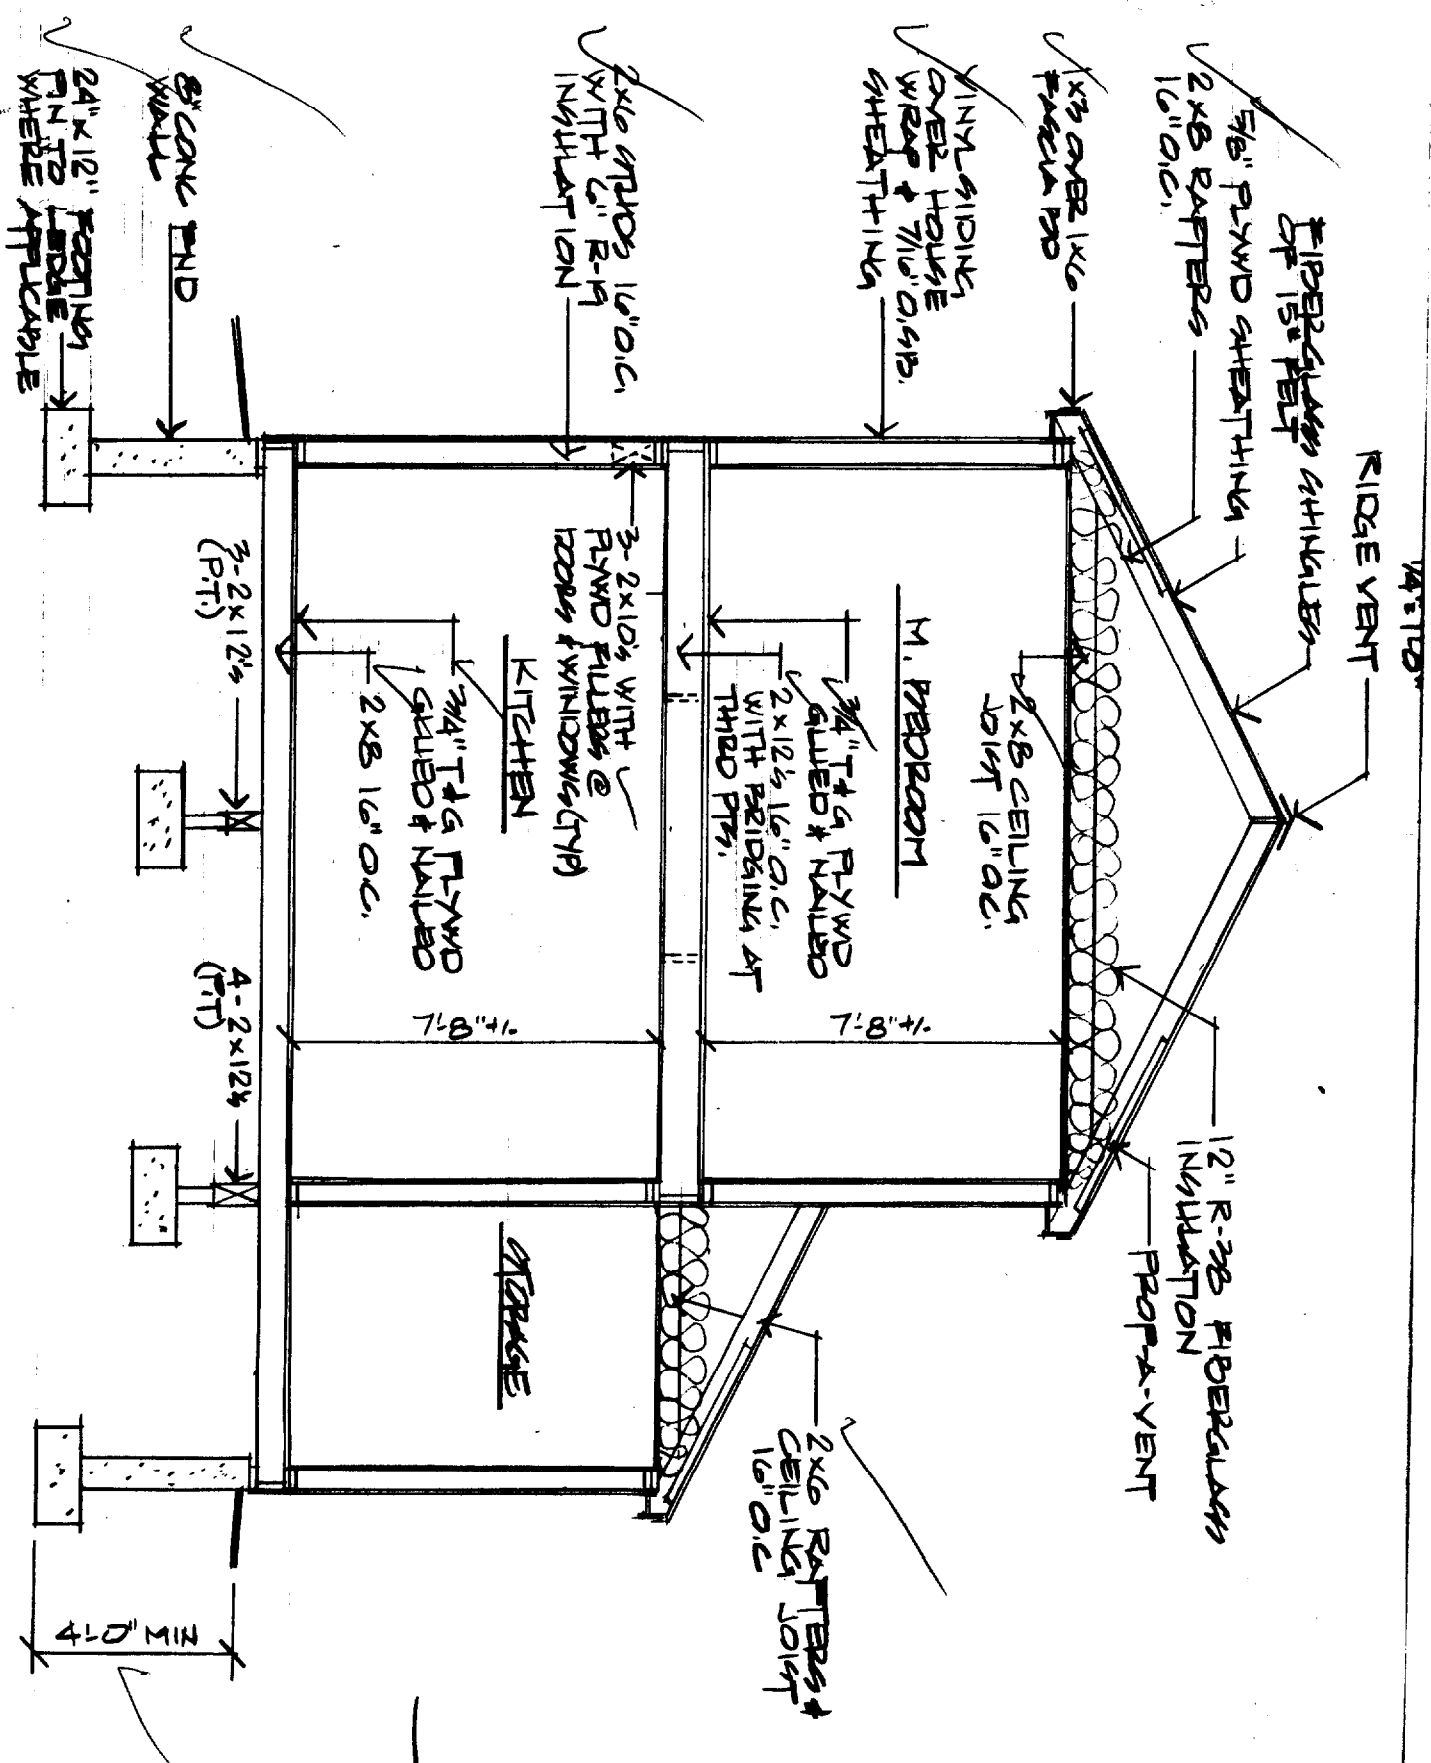 1/4"=1'-0"
RIDGE VENT
FIBERGLASS SHINGLES
OF 15# FELT
5/8" PLYWD SHEATHING
2x8 RAFTERS
16" O.C.
1x3 OVER 1x6
FASCIA BD
VINYL SIDING
OVER HOUSE
WRAP & 7/16" O.S.B.
SHEATHING
2x6 STUDS 16" O.C.
WITH 6" R-19
INSULATION
8" CONC FND
WALL
24" x 12" FOOTING
PIN TO LEDGE
WHERE APPLICABLE
12" R-38 FIBERGLASS
INSULATION
PROP-A-VENT
2x8 CEILING
JOIST 16" O.C.
M. BEDROOM
3/4" T&G PLYWD
GLUED & NAILED
2x12's 16" O.C.
WITH BRIDGING AT
THIRD PTS.
7'-8" +/-
2x6 RAFTERS &
CEILING JOIST
16" O.C
3-2x10's WITH
PLYWD FILLERS @
DOORS & WINDOWS (TYP)
KITCHEN
3/4" T&G PLYWD
GLUED & NAILED
2x8 16" O.C.
7'-8" +/-
STORAGE
3-2x12's
(P.T.)
4-2x12's
(P.T)
4'-0" MIN